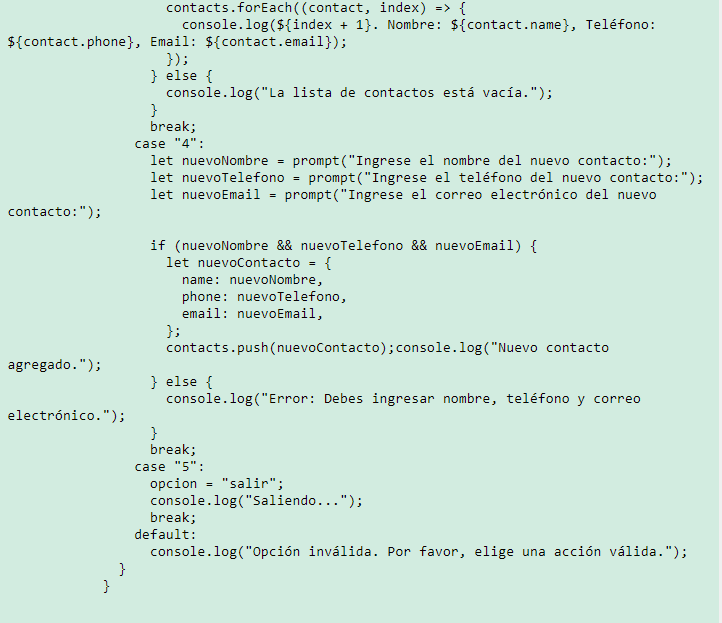 contacts.forEach((contact, index) => {
console.log(${index + 1}. Nombre: ${contact.name}, Teléfono:
${contact.phone}, Email: ${contact.email});
});
} else {
console.log("La lista de contactos está vacía.");
}
break;
case "4":
let nuevoNombre = prompt("Ingrese el nombre del nuevo contacto:");
let nuevoTelefono = prompt("Ingrese el teléfono del nuevo contacto:");
let nuevoEmail = prompt("Ingrese el correo electrónico del nuevo
contacto:");
if (nuevoNombre && nuevoTelefono && nuevoEmail) {
let nuevoContacto = {
name: nuevoNombre,
phone: nuevoTelefono,
email: nuevoEmail,
};
contacts.push(nuevoContacto);console.log("Nuevo contacto
agregado.");
} else {
console.log("Error: Debes ingresar nombre, teléfono y correo
electrónico.");
}
break;
case "5":
opcion = "salir";
console.log("Saliendo...");
break;
default:
console.log("Opción inválida. Por favor, elige una acción válida.");
}
}